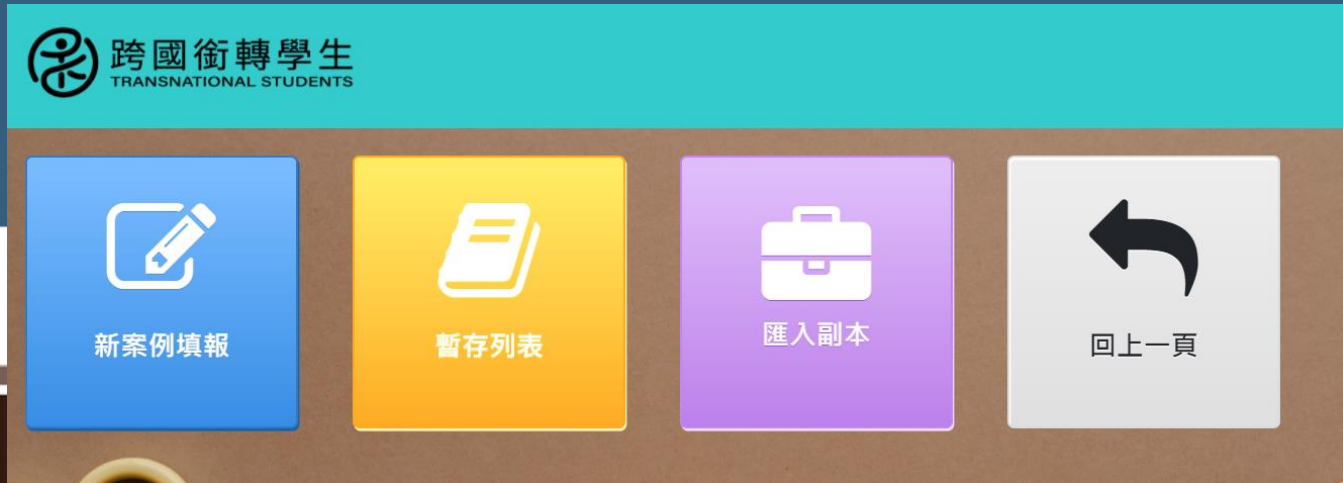 跨國銜轉學生
TRANSNATIONAL STUDENTS
新案例填報
暫存列表
匯入副本
回上一頁